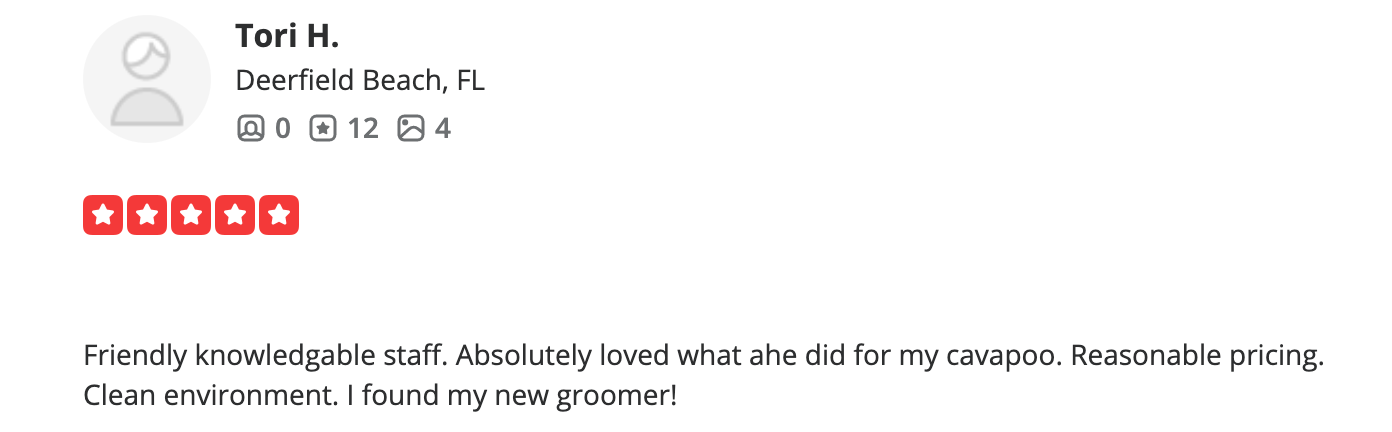 Tori H.
Deerfield Beach, FL
0 12 4
Friendly knowledgable staff. Absolutely loved what ahe did for my cavapoo. Reasonable pricing.
Clean environment. I found my new groomer!